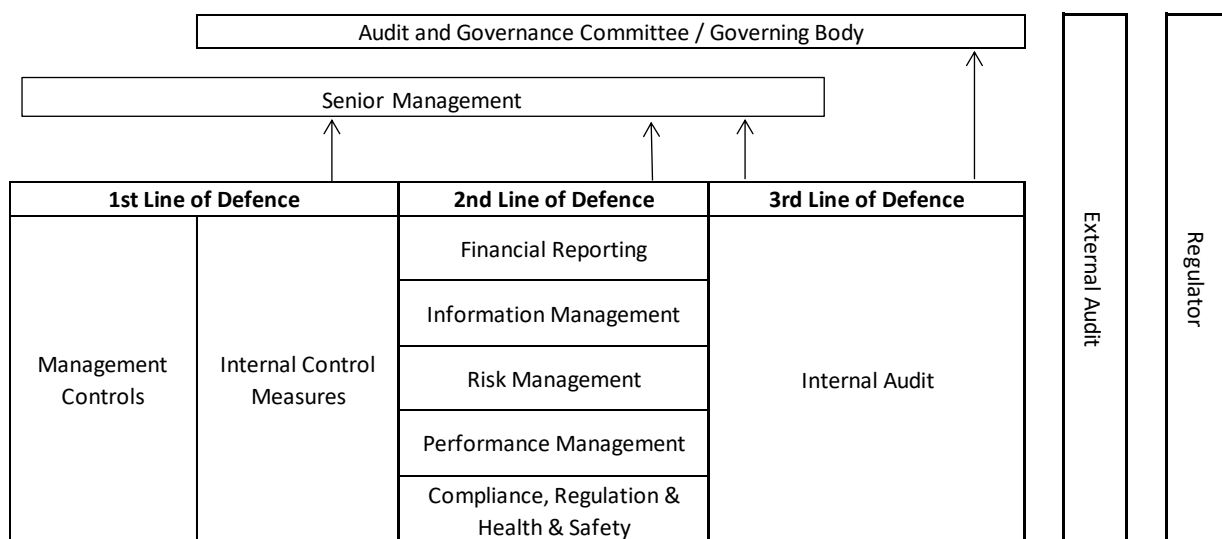 Audit and Governance Committee / Governing Body
Senior Management
1st Line of Defence
2nd Line of Defence
3rd Line of Defence
Management
Controls
Internal Control
Measures
Financial Reporting
Information Management
Risk Management
Performance Management
Compliance, Regulation &
Health & Safety
Internal Audit
External Audit
Regulator